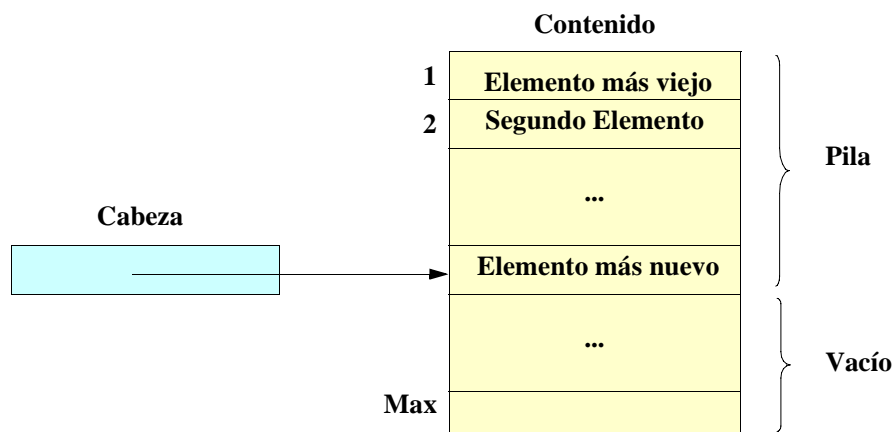 Contenido
1
Elemento más viejo
2
Segundo Elemento
Pila
...
Cabeza
Elemento más nuevo
...
Vacío
Max